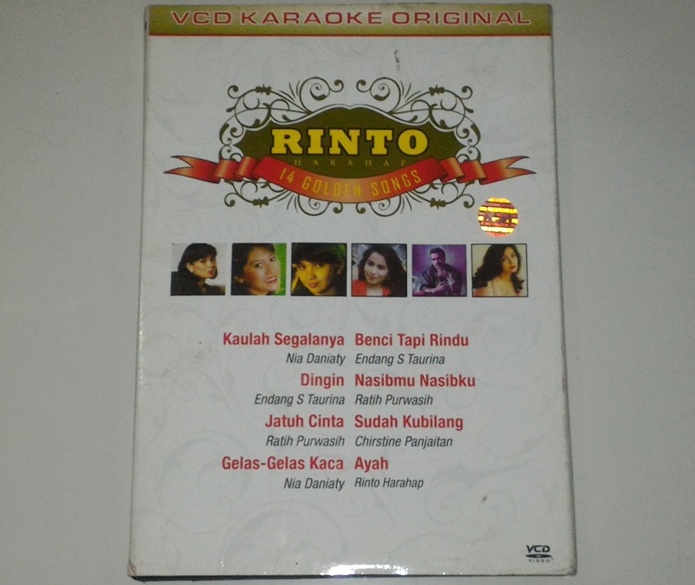 VCD KARAOKE ORIGINAL
RINTO
HARAHAP
14 GOLDEN SONGS
Kaulah Segalanya
Nia Daniaty
Dingin
Endang S Taurina
Jatuh Cinta
Ratih Purwasih
Gelas-Gelas Kaca
Nia Daniaty
Benci Tapi Rindu
Endang S Taurina
Nasibmu Nasibku
Ratih Purwasih
Sudah Kubilang
Chirstine Panjaitan
Ayah
Rinto Harahap
VCD
VIDEO